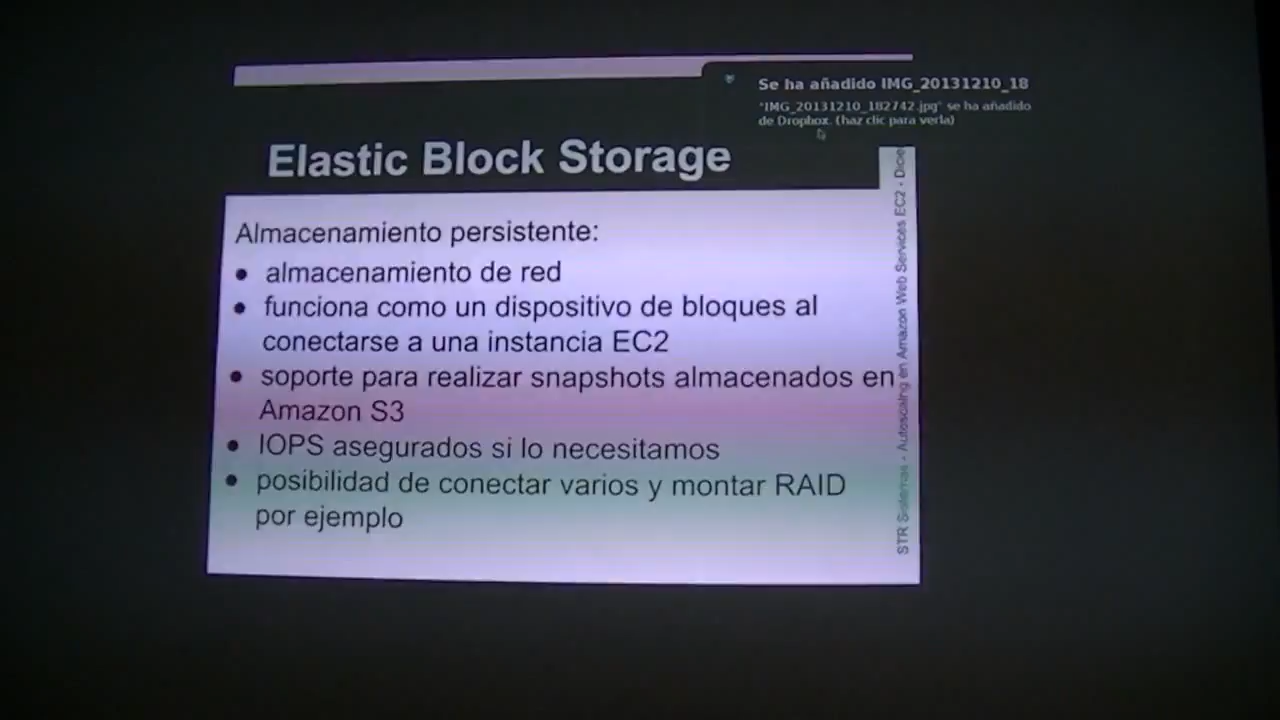 Se ha añadido IMG_20131210_18
"IMG_20131210_182742.jpg" se ha añadido
de Dropbox. (haz clic para verla)
Elastic Block Storage
Almacenamiento persistente:
• almacenamiento de red
• funciona como un dispositivo de bloques al
conectarse a una instancia EC2
• soporte para realizar snapshots almacenados en
Amazon S3
• IOPS asegurados si lo necesitamos
• posibilidad de conectar varios y montar RAID
por ejemplo
STR Sistemas - Autoscaling en Amazon Web Services EC2 - Dicie